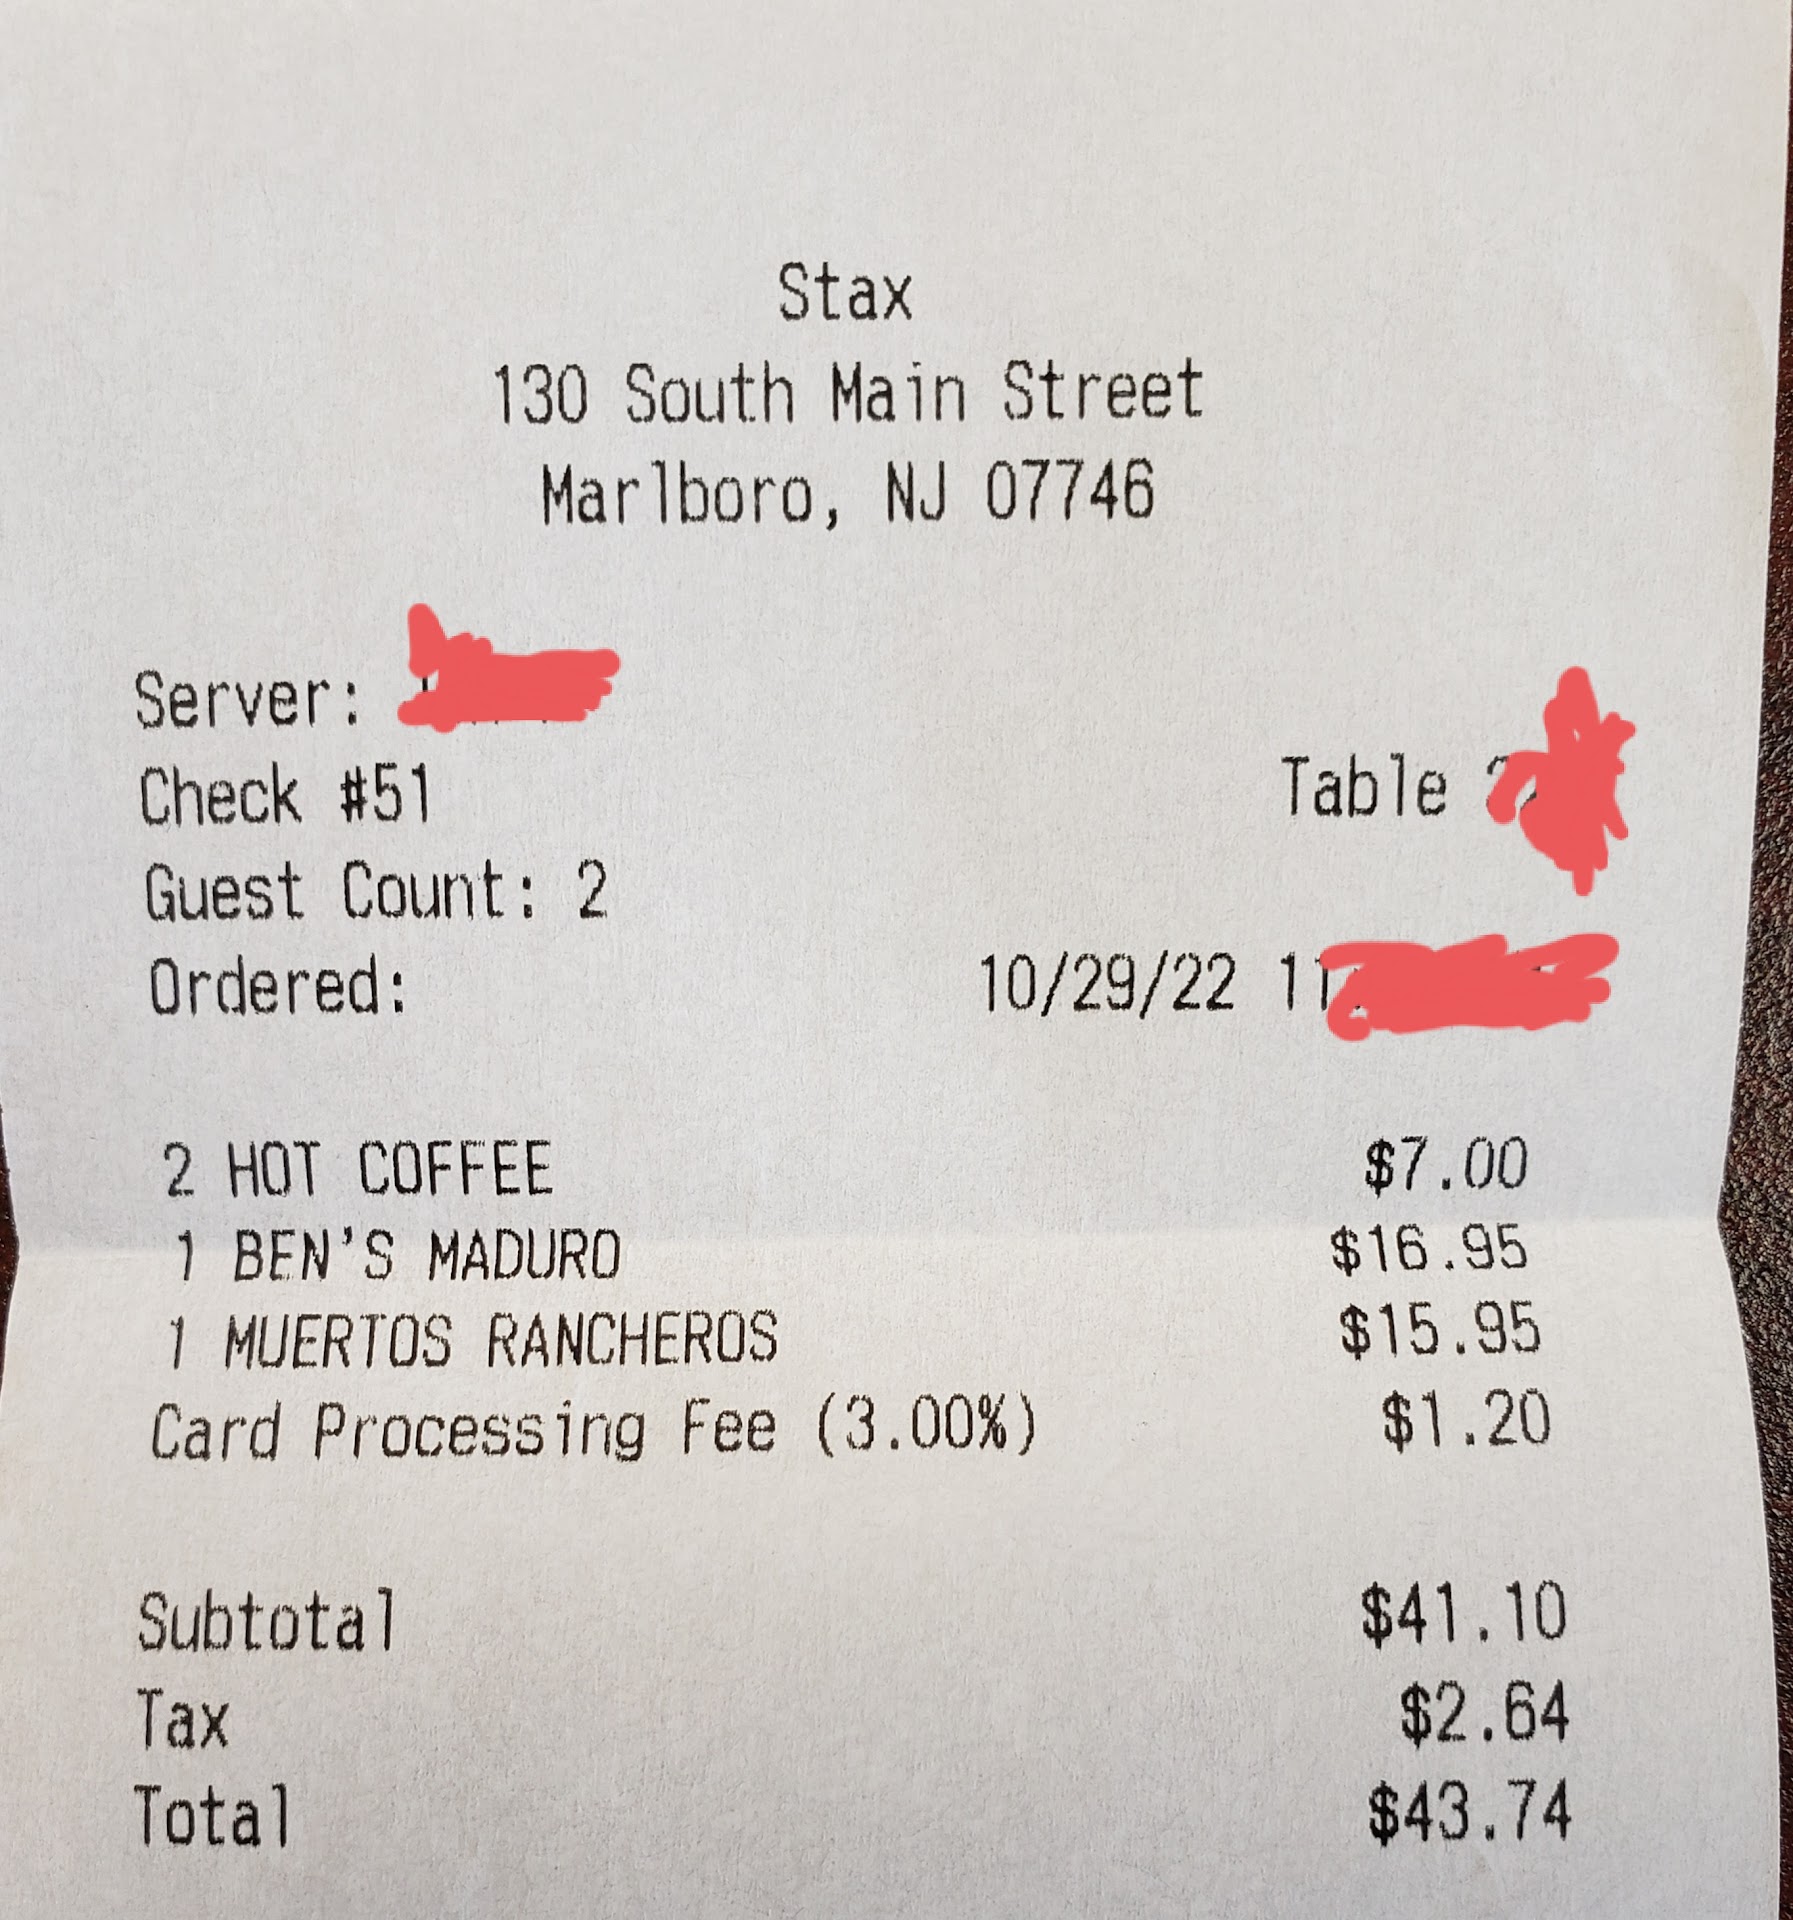 Stax
130 South Main Street
Marlboro, NJ 07746
Server:
Check #51
Table
Guest Count: 2
Ordered: 10/29/22
2 HOT COFFEE $7.00
1 BEN'S MADURO $16.95
1 MUERTOS RANCHEROS $15.95
Card Processing Fee (3.00%) $1.20
Subtotal $41.10
Tax $2.64
Total $43.74